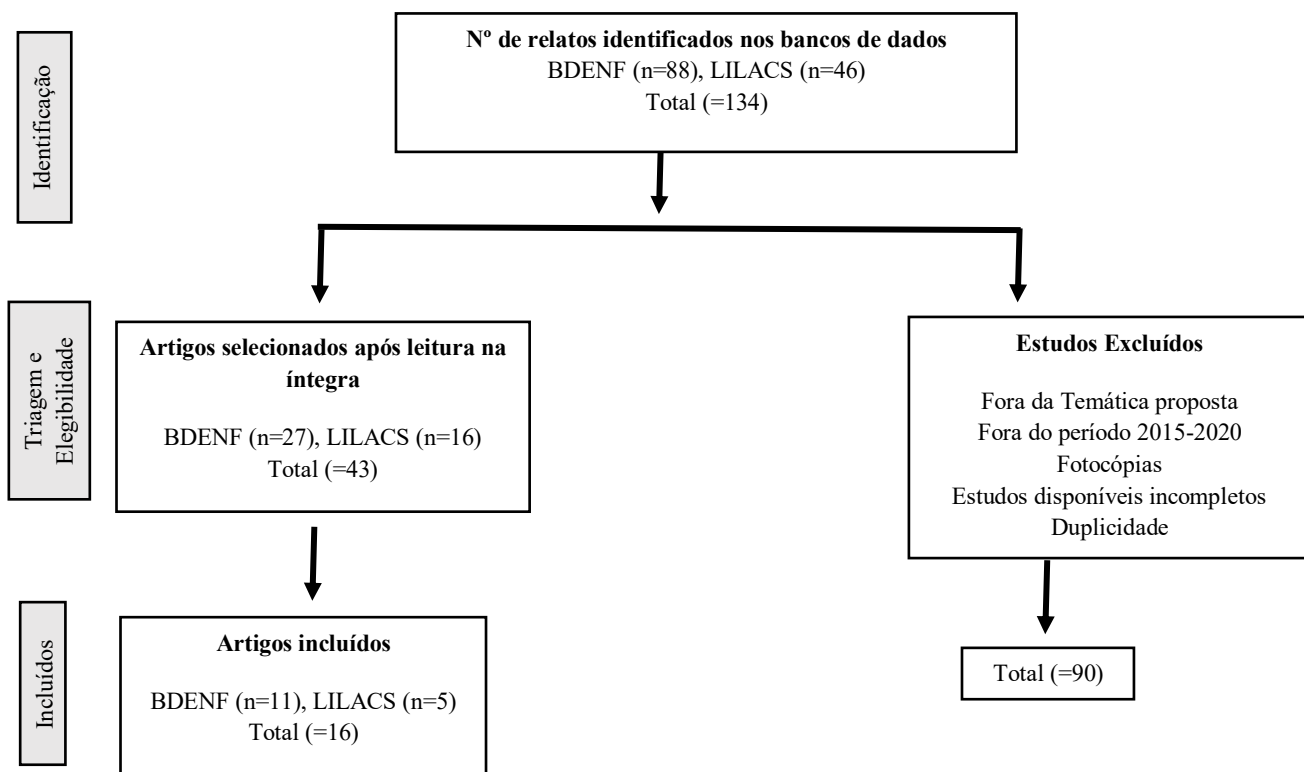 Identificação
Nº de relatos identificados nos bancos de dados
BDENF (n=88), LILACS (n=46)
Total (=134)
Triagem e
Elegibilidade
Artigos selecionados após leitura na
íntegra
BDENF (n=27), LILACS (n=16)
Total (=43)
Estudos Excluídos
Fora da Temática proposta
Fora do período 2015-2020
Fotocópias
Estudos disponíveis incompletos
Duplicidade
Incluídos
Artigos incluídos
BDENF (n=11), LILACS (n=5)
Total (=16)
Total (=90)